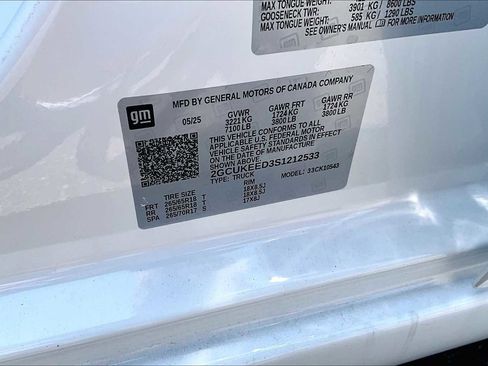 MAX TONGUE WEIGHT: 3901 KG / 8600 LBS
GOOSENECK TWR: 585 KG / 1290 LBS
MAX TONGUE WEIGHT:
SEE OWNER'S MANUAL
gm
MFD BY GENERAL MOTORS OF CANADA COMPANY
05/25 GVWR GAWR FRT GAWR RR
3221 KG 1724 KG 1724 KG
7100 LB 3800 LB 3800 LB
THIS VEHICLE CONFORMS TO ALL
APPLICABLE U.S. FEDERAL MOTOR
VEHICLE SAFETY STANDARDS IN EFFECT
ON THE DATE OF MANUFACTURE
SHOWN ABOVE.
2GCUKEED3S1212533
TYPE: TRUCK MODEL: 33CK10543
TIRE SIZE RIM
FRT 265/65R18 T 18X8.5J
RR 265/65R18 T 18X8.5J
SPA 265/70R17 S 17X8J